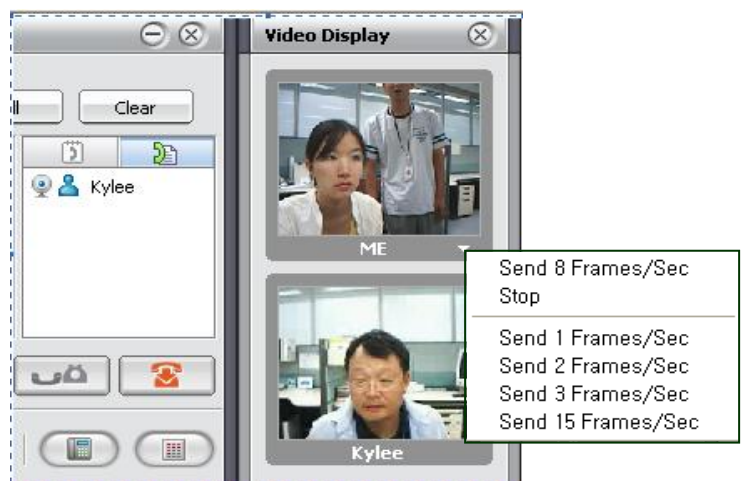 Video Display
ll
Clear
Kylee
ME
Send 8 Frames/Sec
Stop
Send 1 Frames/Sec
Send 2 Frames/Sec
Send 3 Frames/Sec
Send 15 Frames/Sec
Kylee